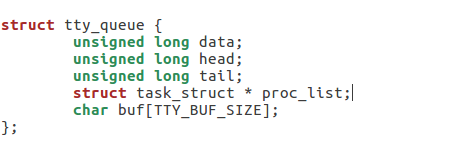 struct tty_queue {
        unsigned long data;
        unsigned long head;
        unsigned long tail;
        struct task_struct * proc_list;
        char buf[TTY_BUF_SIZE];
};